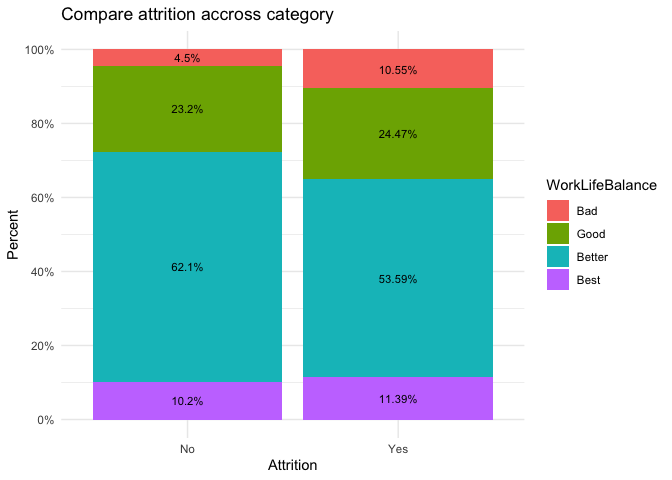 Compare attrition accross category
100%
80%
60%
40%
20%
0%
Percent
4.5%
10.55%
23.2%
24.47%
62.1%
53.59%
10.2%
11.39%
No
Yes
Attrition
WorkLifeBalance
Bad
Good
Better
Best